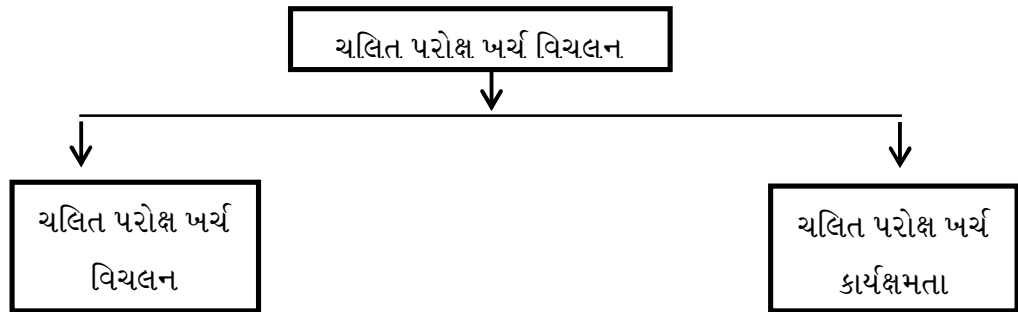 ચલિત પરોક્ષ ખર્ચ વિચલન
ચલિત પરોક્ષ ખર્ચ
વિચલન
ચલિત પરોક્ષ ખર્ચ
કાર્યક્ષમતા